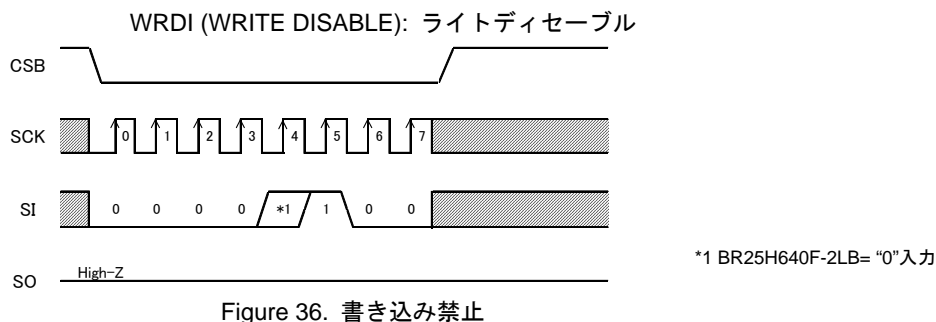 WRDI (WRITE DISABLE): ライトディセーブル
CSB
SCK 0 1 2 3 4 5 6 7
SI 0 0 0 0 *1 1 0 0
*1 BR25H640F-2LB= “0”入力
SO High-Z
Figure 36. 書き込み禁止